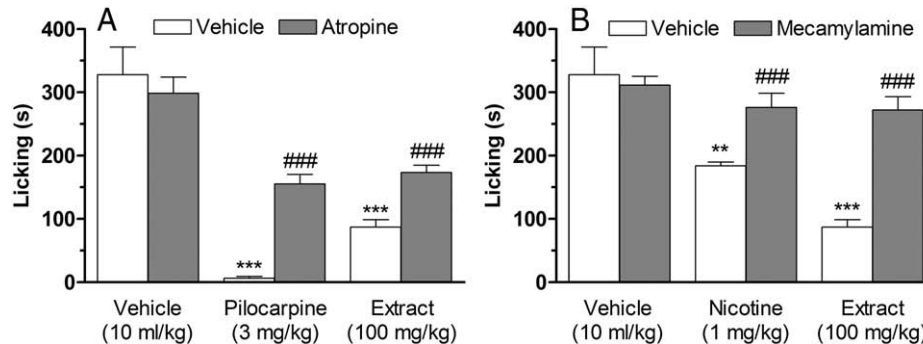 A
Vehicle Atropine
Licking (s)
400
300
200
100
0
###
###
***
***
Vehicle
(10 ml/kg)
Pilocarpine
(3 mg/kg)
Extract
(100 mg/kg)
B
Vehicle Mecamylamine
Licking (s)
400
300
200
100
0
###
###
**
***
Vehicle
(10 ml/kg)
Nicotine
(1 mg/kg)
Extract
(100 mg/kg)